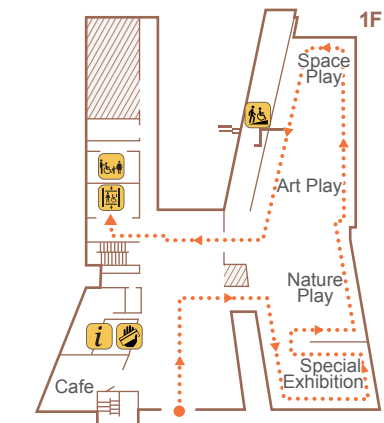 1F
Space
Play
Art Play
Nature
Play
i
Special
Exhibition
Cafe